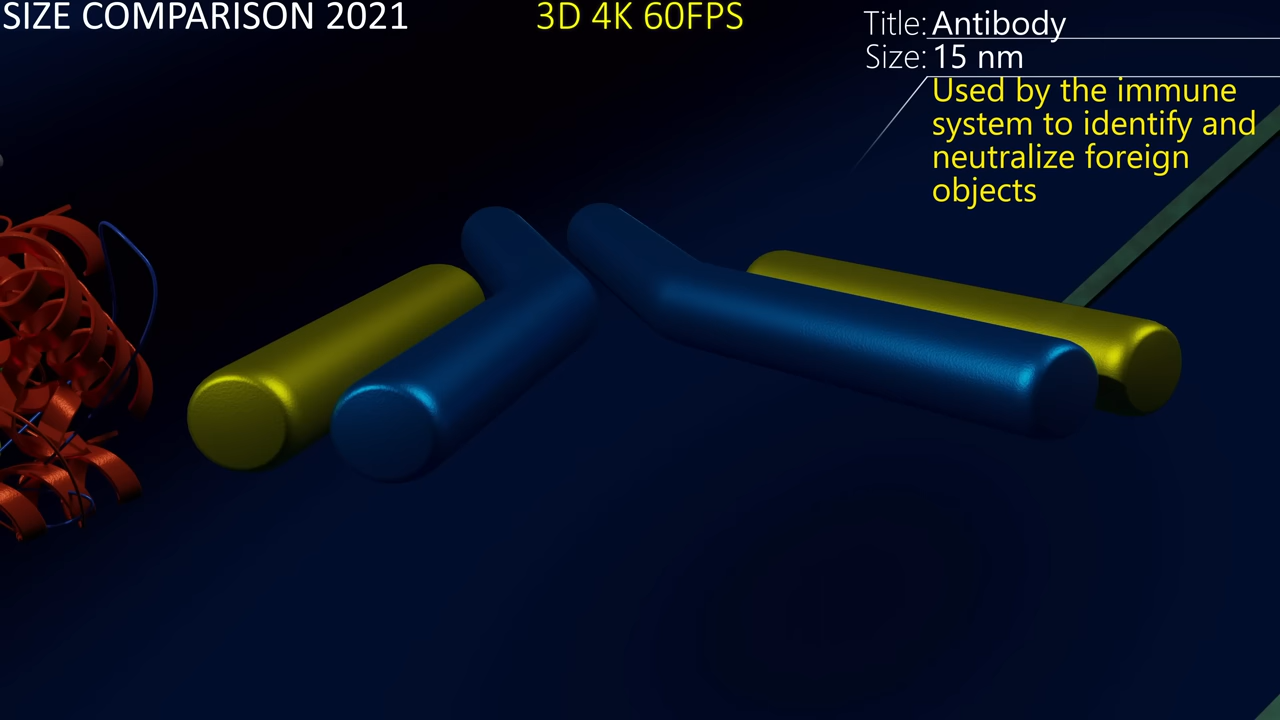 SIZE COMPARISON 2021
3D 4K 60FPS
Title: Antibody
Size: 15 nm
Used by the immune
system to identify and
neutralize foreign
objects